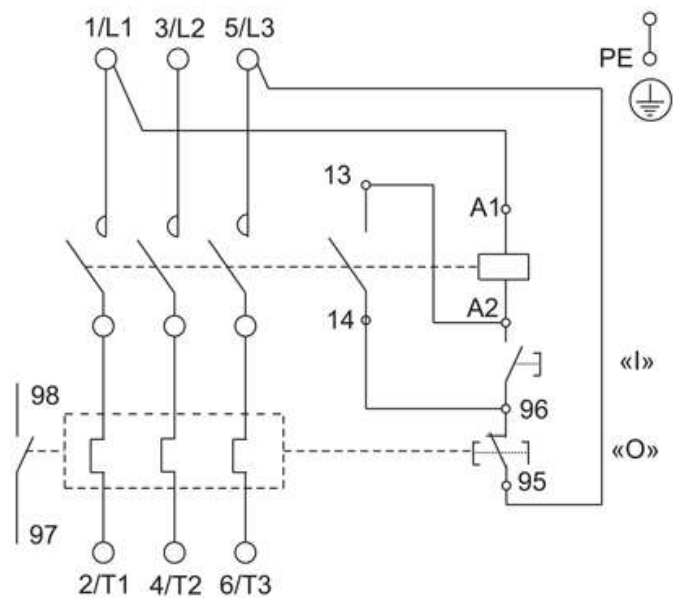 1/L1 3/L2 5/L3
PE
13
A1
14
A2
«I»
98
96
«O»
95
97
2/T1 4/T2 6/T3